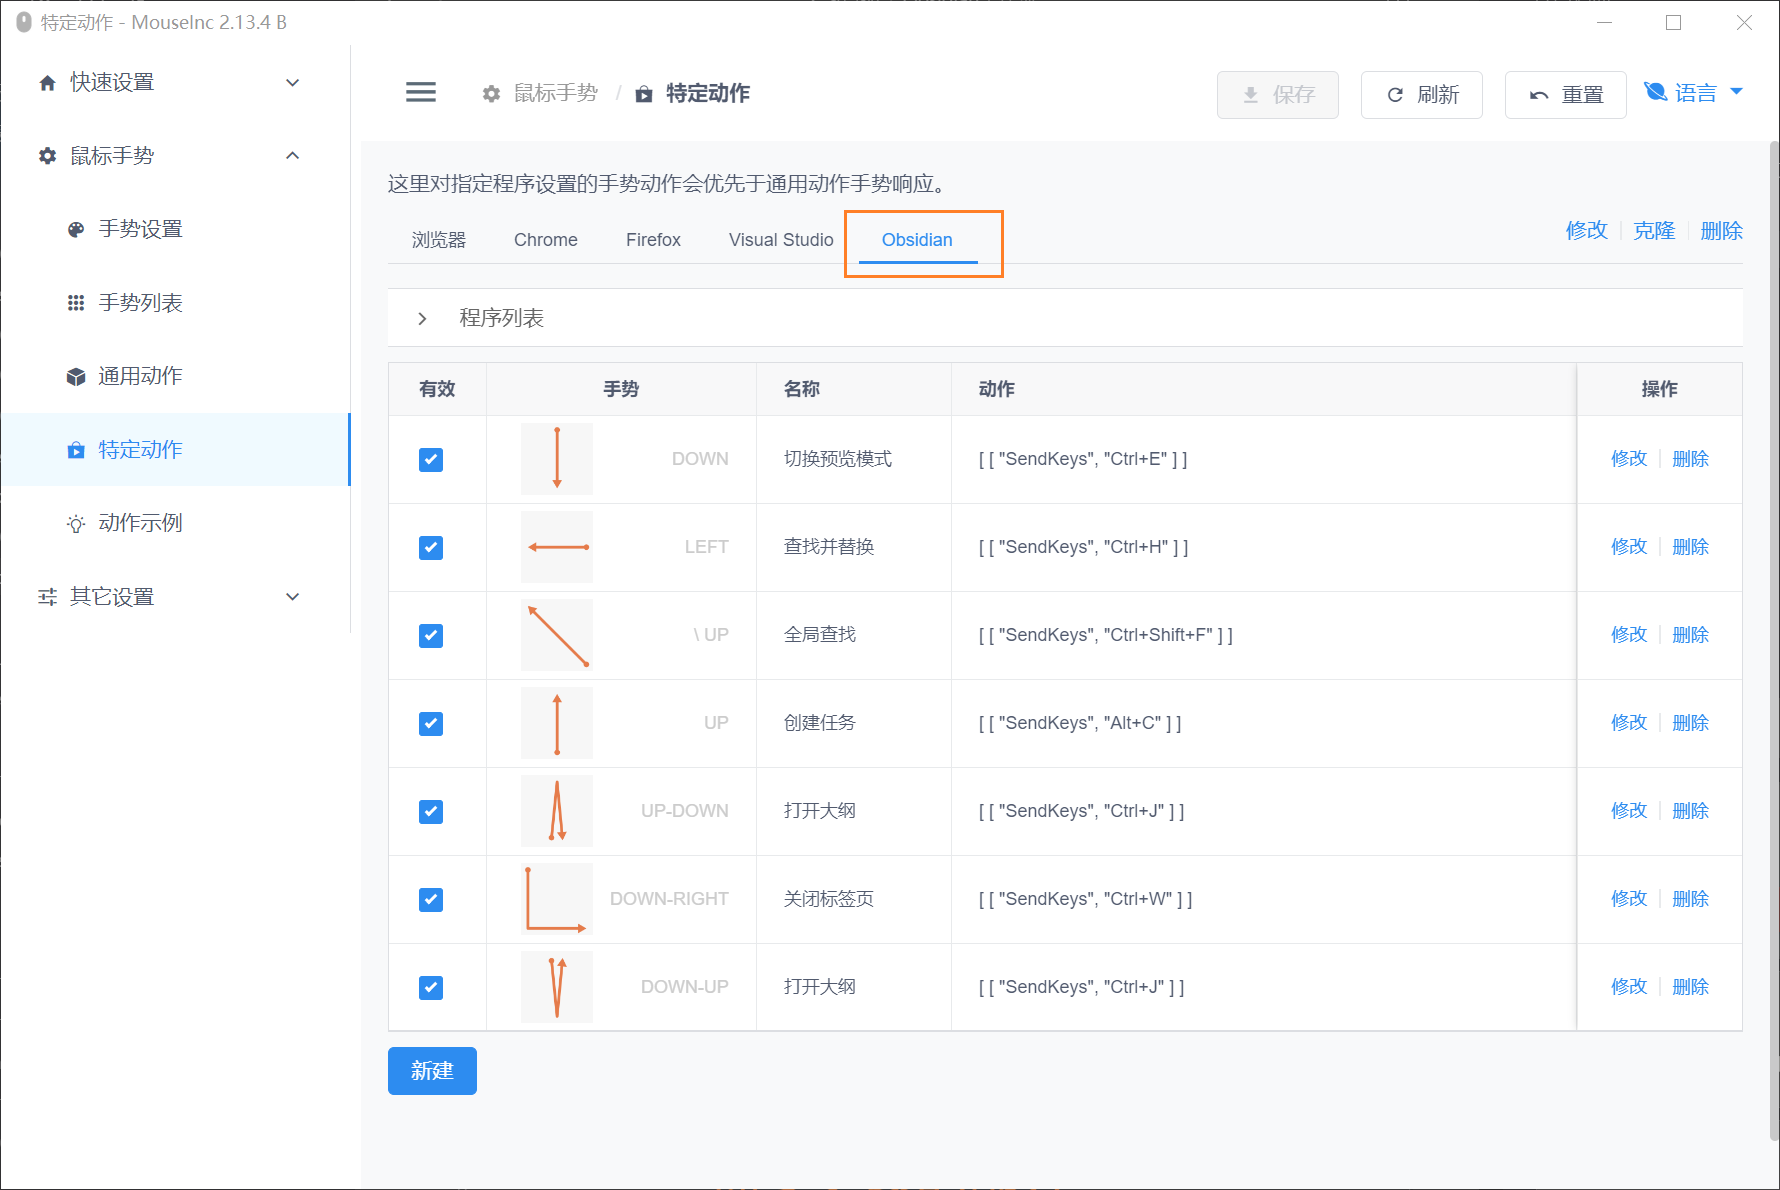 特定动作 - MouseInc 2.13.4 B
快速设置
鼠标手势
手势设置
手势列表
通用动作
特定动作
动作示例
其它设置
鼠标手势 / 特定动作
保存 刷新 重置 语言
这里对指定程序设置的手势动作会优先于通用动作手势响应。
浏览器 Chrome Firefox Visual Studio Obsidian
修改 克隆 删除
程序列表
有效 手势 名称 动作 操作
DOWN 切换预览模式 [ [ "SendKeys", "Ctrl+E" ] ] 修改 删除
LEFT 查找并替换 [ [ "SendKeys", "Ctrl+H" ] ] 修改 删除
\ UP 全局查找 [ [ "SendKeys", "Ctrl+Shift+F" ] ] 修改 删除
UP 创建任务 [ [ "SendKeys", "Alt+C" ] ] 修改 删除
UP-DOWN 打开大纲 [ [ "SendKeys", "Ctrl+J" ] ] 修改 删除
DOWN-RIGHT 关闭标签页 [ [ "SendKeys", "Ctrl+W" ] ] 修改 删除
DOWN-UP 打开大纲 [ [ "SendKeys", "Ctrl+J" ] ] 修改 删除
新建